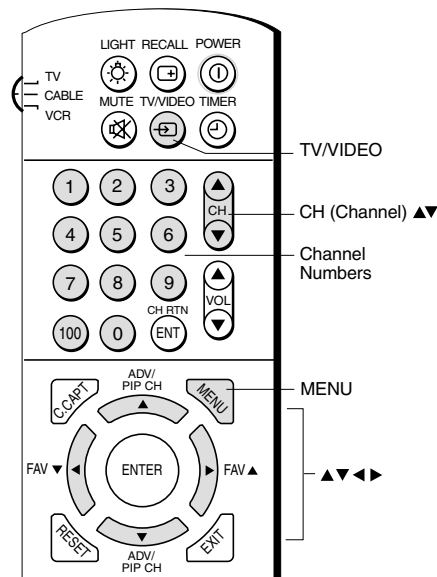 LIGHT RECALL POWER
TV
CABLE
VCR
MUTE TV/VIDEO TIMER
TV/VIDEO
1 2 3
CH
CH (Channel) ▲▼
4 5 6
Channel
Numbers
7 8 9
VOL
CH RTN
100 0 ENT
ADV/
PIP CH
C.CAPT
MENU
MENU
FAV ▼
ENTER
FAV ▲
▲▼◀▶
RESET
EXIT
ADV/
PIP CH